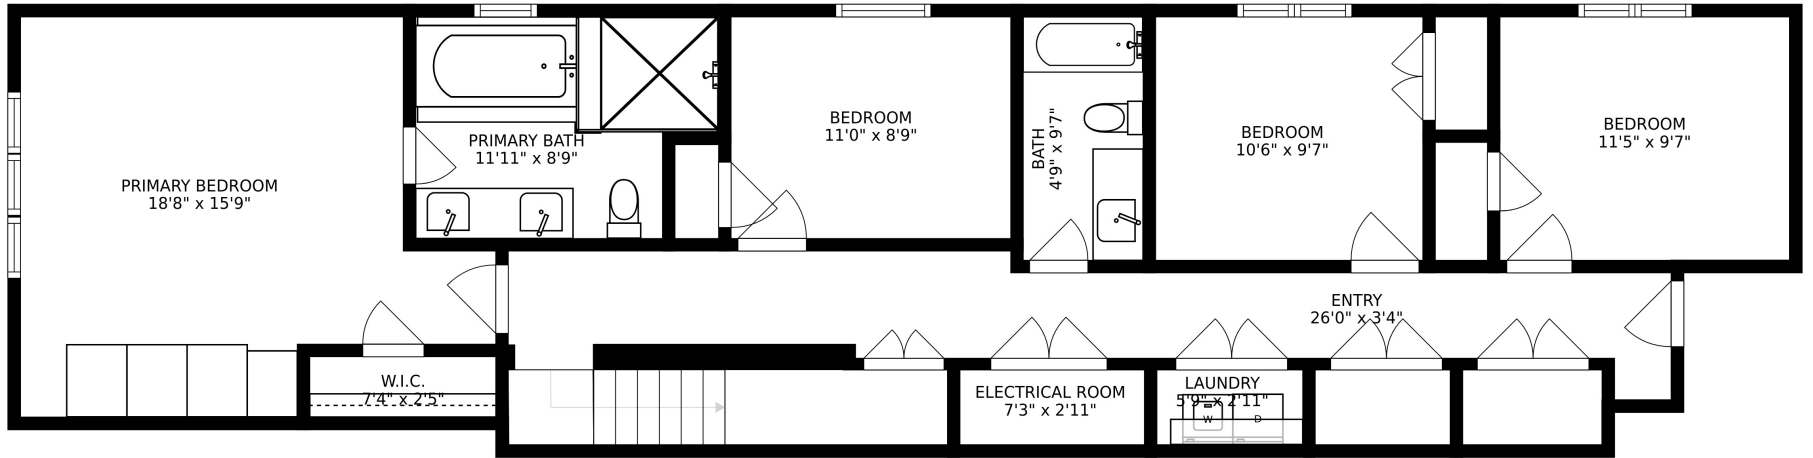 PRIMARY BEDROOM
18'8" x 15'9"
PRIMARY BATH
11'11" x 8'9"
BEDROOM
11'0" x 8'9"
BATH
4'9" x 9'7"
BEDROOM
10'6" x 9'7"
BEDROOM
11'5" x 9'7"
ENTRY
26'0" x 3'4"
W.I.C.
7'4" x 2'5"
ELECTRICAL ROOM
7'3" x 2'11"
LAUNDRY
5'9" x 2'11"
W
D